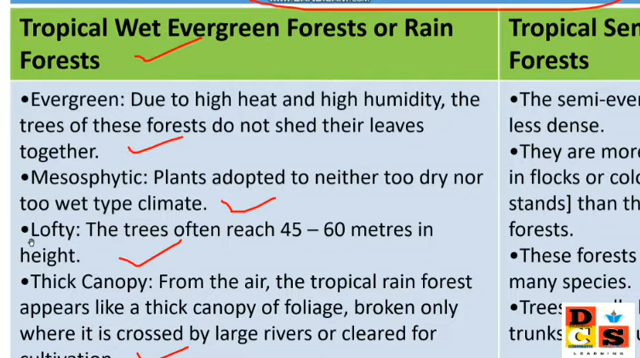 Tropical Wet Evergreen Forests or Rain
Forests
•Evergreen: Due to high heat and high humidity, the
trees of these forests do not shed their leaves
together.
•Mesosphytic: Plants adopted to neither too dry nor
too wet type climate.
•Lofty: The trees often reach 45 – 60 metres in
height.
•Thick Canopy: From the air, the tropical rain forest
appears like a thick canopy of foliage, broken only
where it is crossed by large rivers or cleared for
cultivation.
Tropical Sem
Forests
•The semi-ever
less dense.
•They are more
in flocks or colo
stands] than th
forests.
•These forests
many species.
•Trees
trunks
D
C S
LEARNING